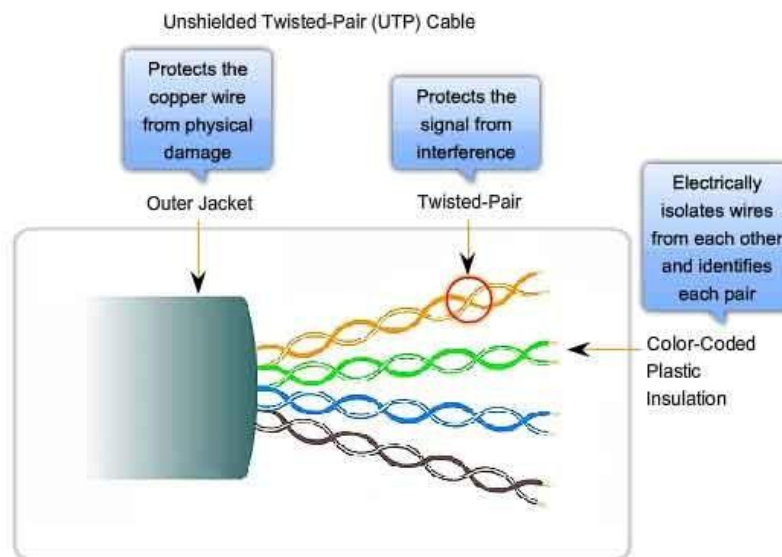 Unshielded Twisted-Pair (UTP) Cable
Protects the
copper wire
from physical
damage
Outer Jacket
Protects the
signal from
interference
Twisted-Pair
Electrically
isolates wires
from each other
and identifies
each pair
Color-Coded
Plastic
Insulation